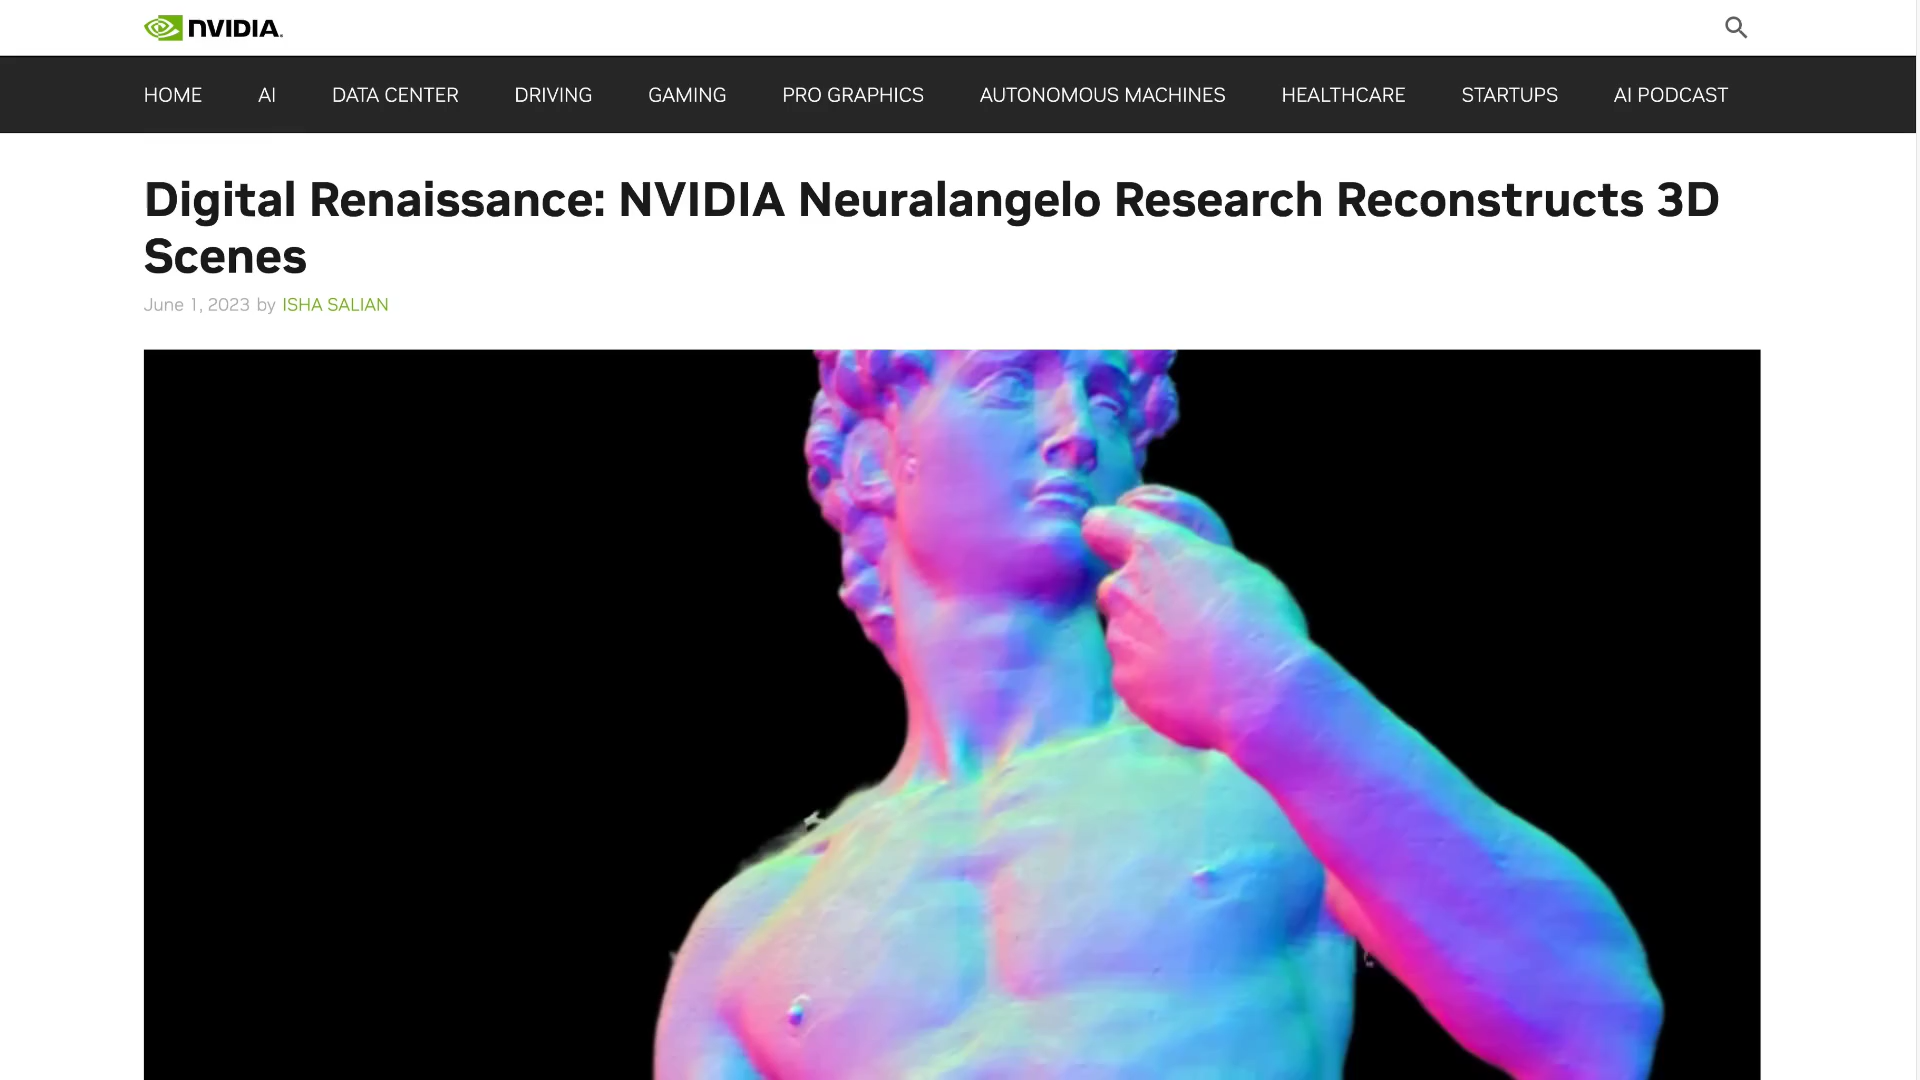 NVIDIA.
HOME AI DATA CENTER DRIVING GAMING PRO GRAPHICS AUTONOMOUS MACHINES HEALTHCARE STARTUPS AI PODCAST
Digital Renaissance: NVIDIA Neuralangelo Research Reconstructs 3D
Scenes
June 1, 2023 by ISHA SALIAN